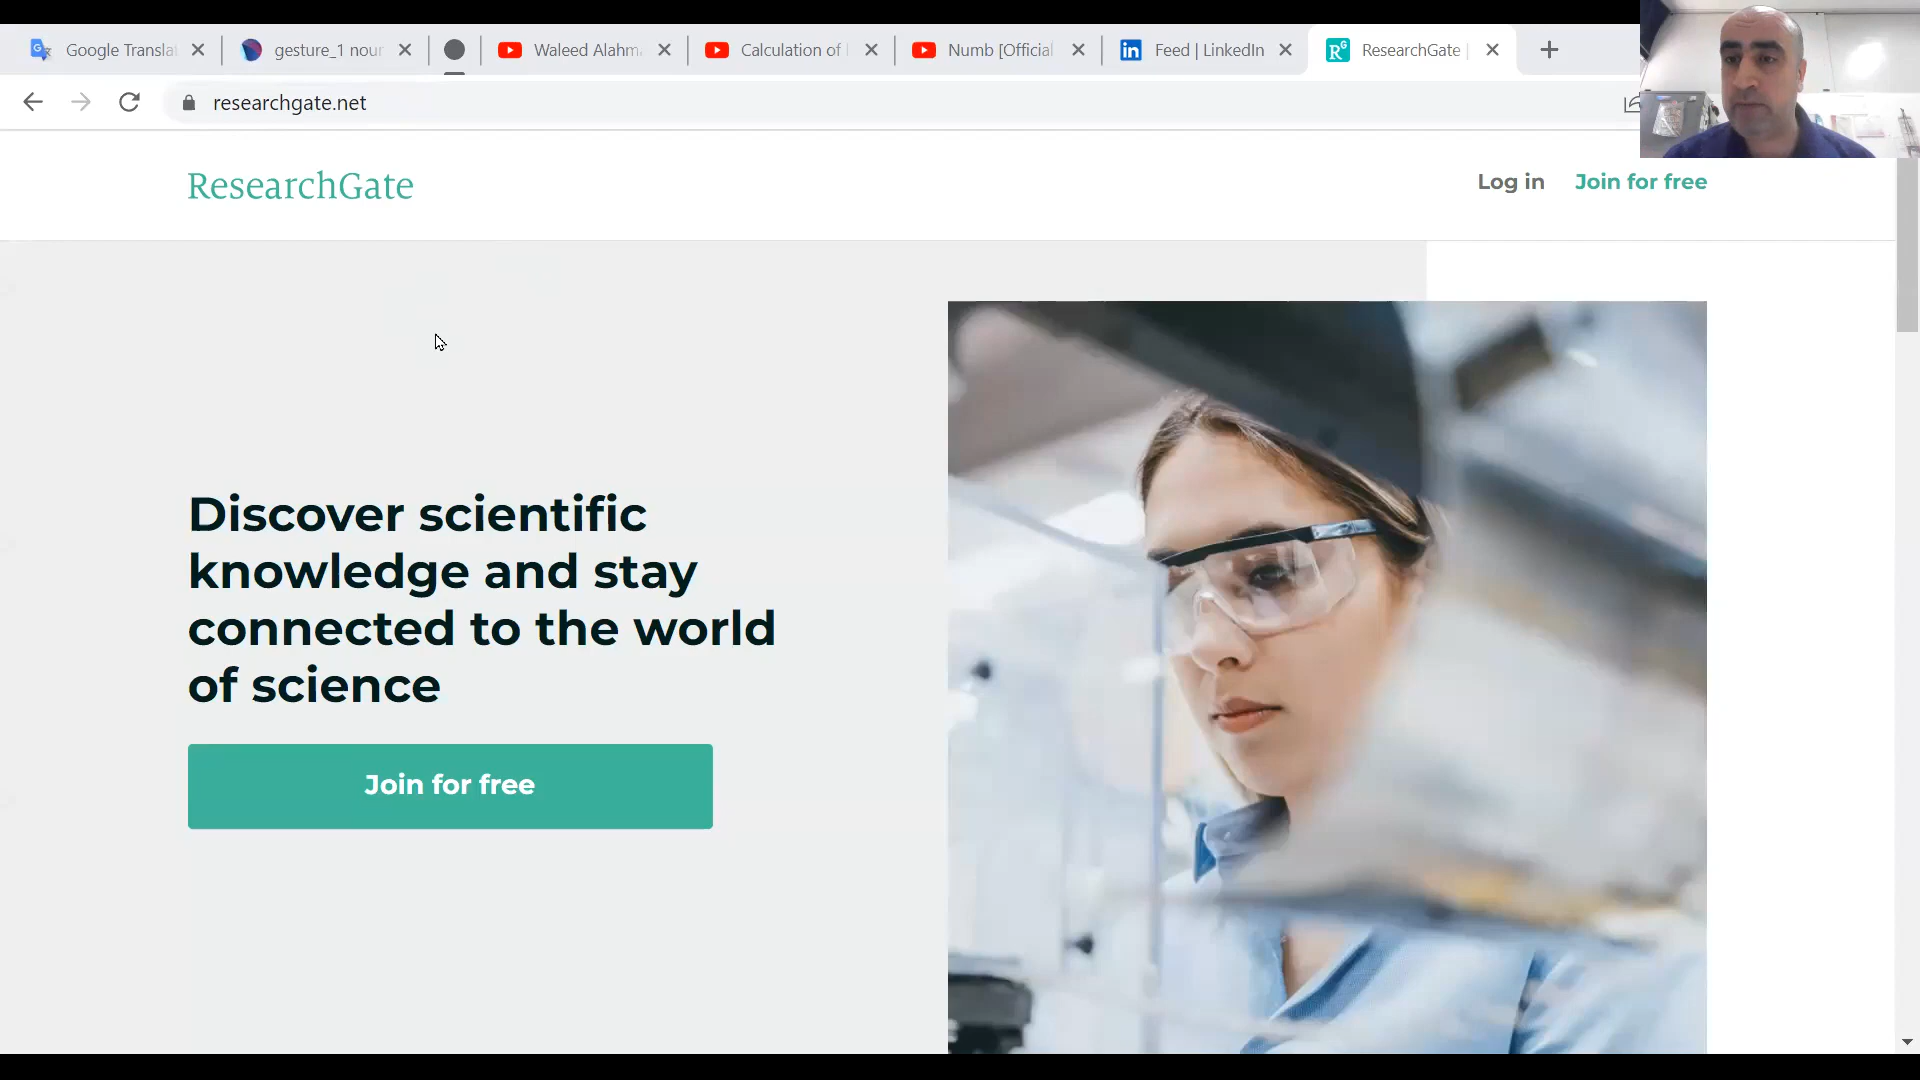 Google Transla
gesture_1 nour
Waleed Alahma
Calculation of
Numb [Official
Feed | LinkedIn
ResearchGate |
researchgate.net
ResearchGate
Log in
Join for free
Discover scientific
knowledge and stay
connected to the world
of science
Join for free